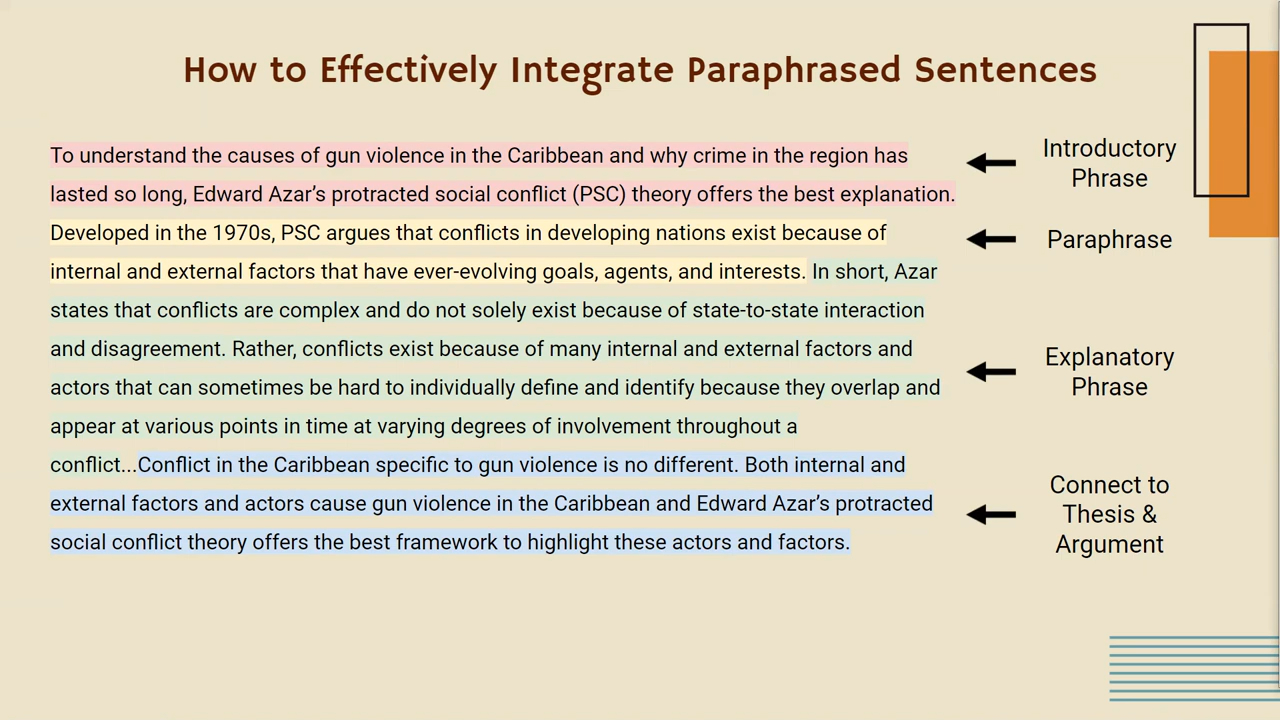 How to Effectively Integrate Paraphrased Sentences
To understand the causes of gun violence in the Caribbean and why crime in the region has
lasted so long, Edward Azar’s protracted social conflict (PSC) theory offers the best explanation.
Developed in the 1970s, PSC argues that conflicts in developing nations exist because of
internal and external factors that have ever-evolving goals, agents, and interests. In short, Azar
states that conflicts are complex and do not solely exist because of state-to-state interaction
and disagreement. Rather, conflicts exist because of many internal and external factors and
actors that can sometimes be hard to individually define and identify because they overlap and
appear at various points in time at varying degrees of involvement throughout a
conflict...Conflict in the Caribbean specific to gun violence is no different. Both internal and
external factors and actors cause gun violence in the Caribbean and Edward Azar’s protracted
social conflict theory offers the best framework to highlight these actors and factors.
Introductory
Phrase
Paraphrase
Explanatory
Phrase
Connect to
Thesis &
Argument